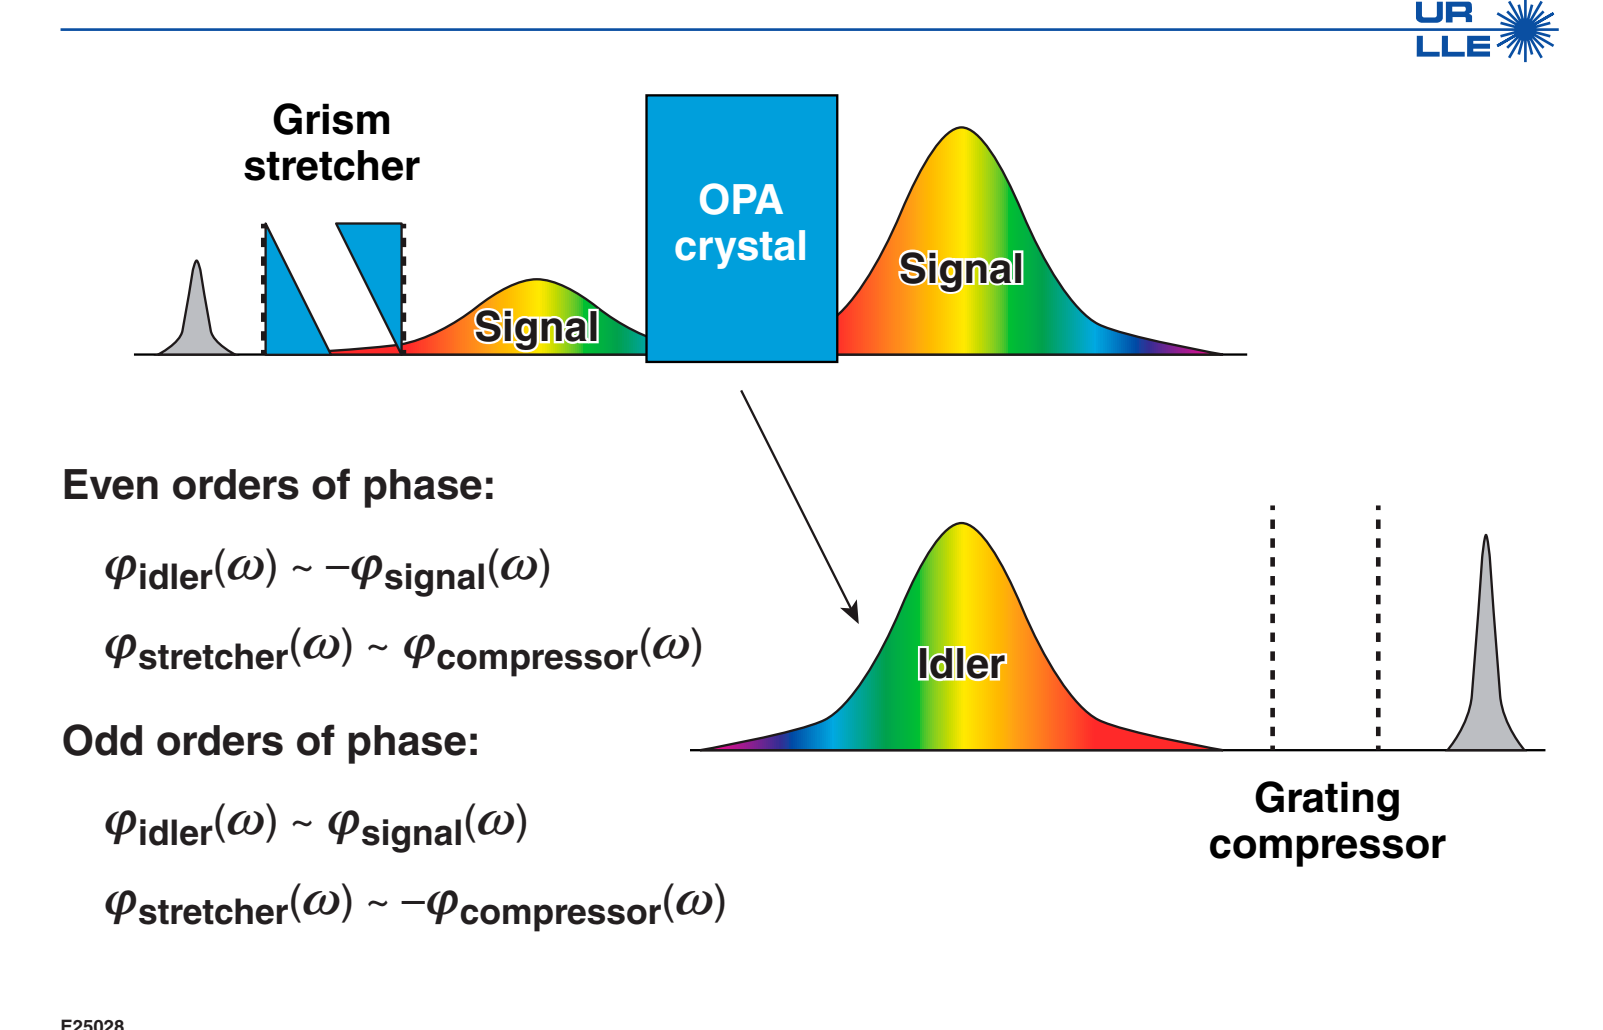 UR
LLE
Grism
stretcher
OPA
crystal
Signal
Signal
Even orders of phase:
φidler(ω) ~ –φsignal(ω)
φstretcher(ω) ~ φcompressor(ω)
Idler
Odd orders of phase:
φidler(ω) ~ φsignal(ω)
φstretcher(ω) ~ –φcompressor(ω)
Grating
compressor
E25028